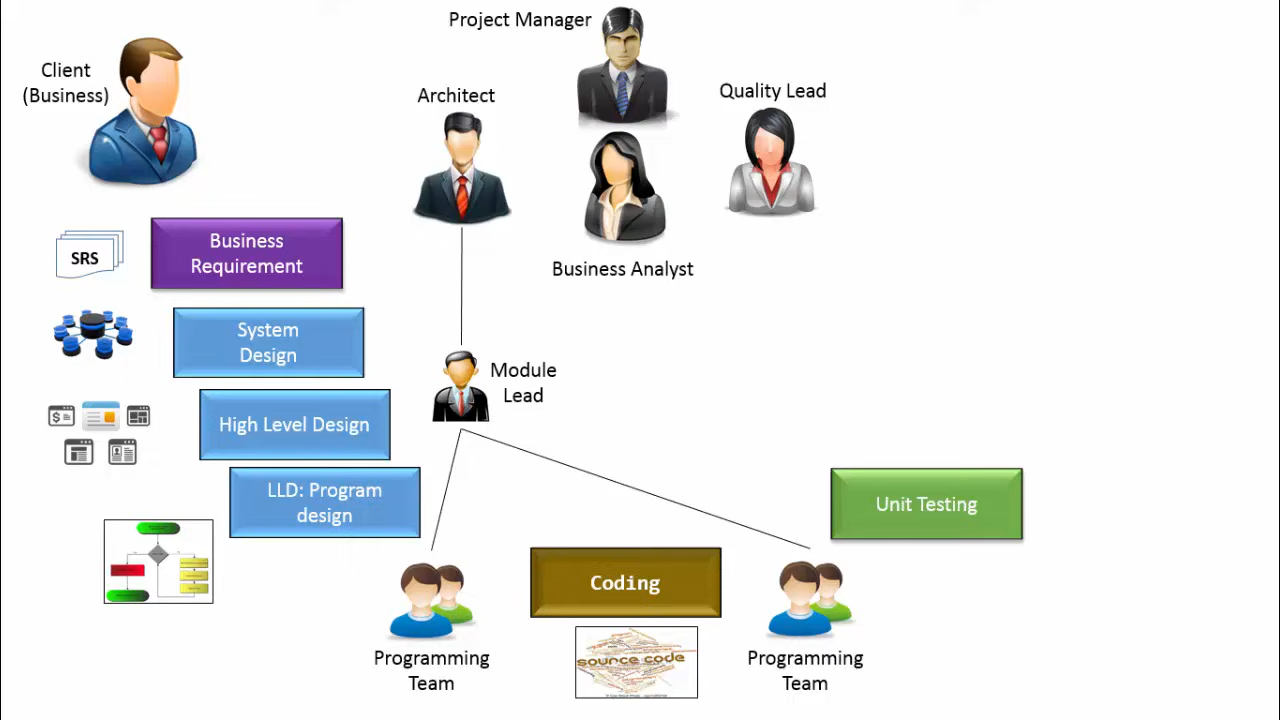 Project Manager
Client
(Business)
Architect
Quality Lead
Business
Requirement
SRS
Business Analyst
System
Design
Module
Lead
$
High Level Design
LLD: Program
design
Unit Testing
Coding
source code
Programming
Team
Programming
Team